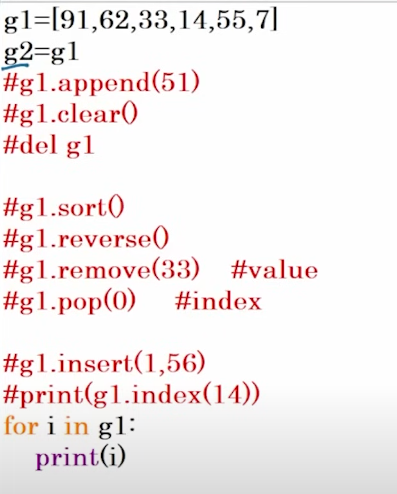 g1=[91,62,33,14,55,7]
g2=g1
#g1.append(51)
#g1.clear()
#del g1
#g1.sort()
#g1.reverse()
#g1.remove(33)    #value
#g1.pop(0)    #index
#g1.insert(1,56)
#print(g1.index(14))
for i in g1:
    print(i)